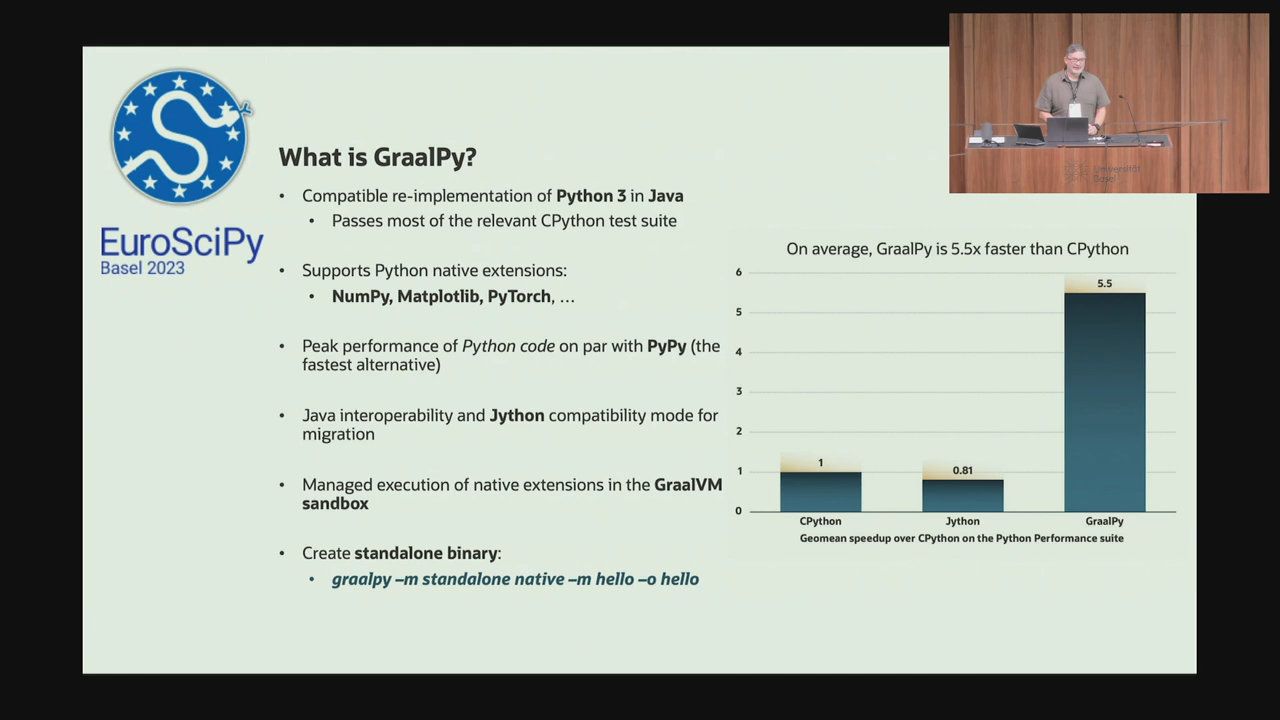 EuroSciPy
Basel 2023
What is GraalPy?
• Compatible re-implementation of Python 3 in Java
• Passes most of the relevant CPython test suite
• Supports Python native extensions:
• NumPy, Matplotlib, PyTorch, …
• Peak performance of Python code on par with PyPy (the
fastest alternative)
• Java interoperability and Jython compatibility mode for
migration
• Managed execution of native extensions in the GraalVM
sandbox
• Create standalone binary:
• graalpy –m standalone native –m hello –o hello
On average, GraalPy is 5.5x faster than CPython
6
5
4
3
2
1
0
1
0.81
5.5
CPython
Jython
GraalPy
Geomean speedup over CPython on the Python Performance suite
Universität
Basel